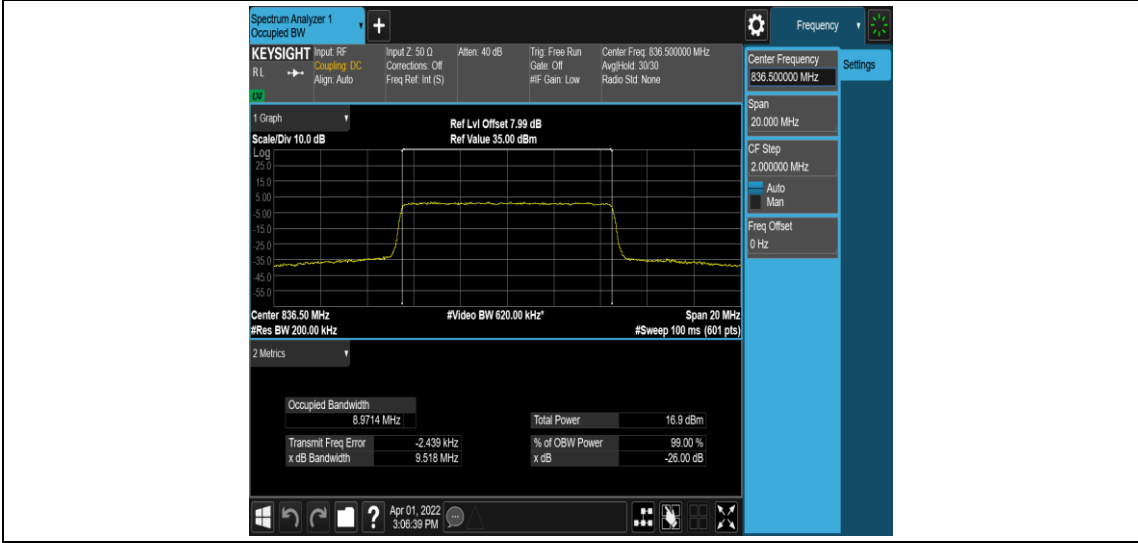 Spectrum Analyzer 1
Occupied BW
+
Frequency
KEYSIGHT
RL
LXI
Input: RF
Coupling: DC
Align: Auto
Input Z: 50 Ω
Corrections: Off
Freq Ref: Int (S)
Atten: 40 dB
Trig: Free Run
Gate: Off
#IF Gain: Low
Center Freq: 836.500000 MHz
Avg|Hold: 30/30
Radio Std: None
Center Frequency
836.500000 MHz
Settings
Span
20.000 MHz
CF Step
2.000000 MHz
Auto
Man
Freq Offset
0 Hz
1 Graph
Scale/Div 10.0 dB
Ref Lvl Offset 7.99 dB
Ref Value 35.00 dBm
Log
25.0
15.0
5.00
-5.00
-15.0
-25.0
-35.0
-45.0
-55.0
Center 836.50 MHz
#Video BW 620.00 kHz*
Span 20 MHz
#Res BW 200.00 kHz
#Sweep 100 ms (601 pts)
2 Metrics
Occupied Bandwidth
8.9714 MHz
Total Power 16.9 dBm
Transmit Freq Error -2.439 kHz
% of OBW Power 99.00 %
x dB Bandwidth 9.518 MHz
x dB -26.00 dB
?
Apr 01, 2022
3:06:39 PM